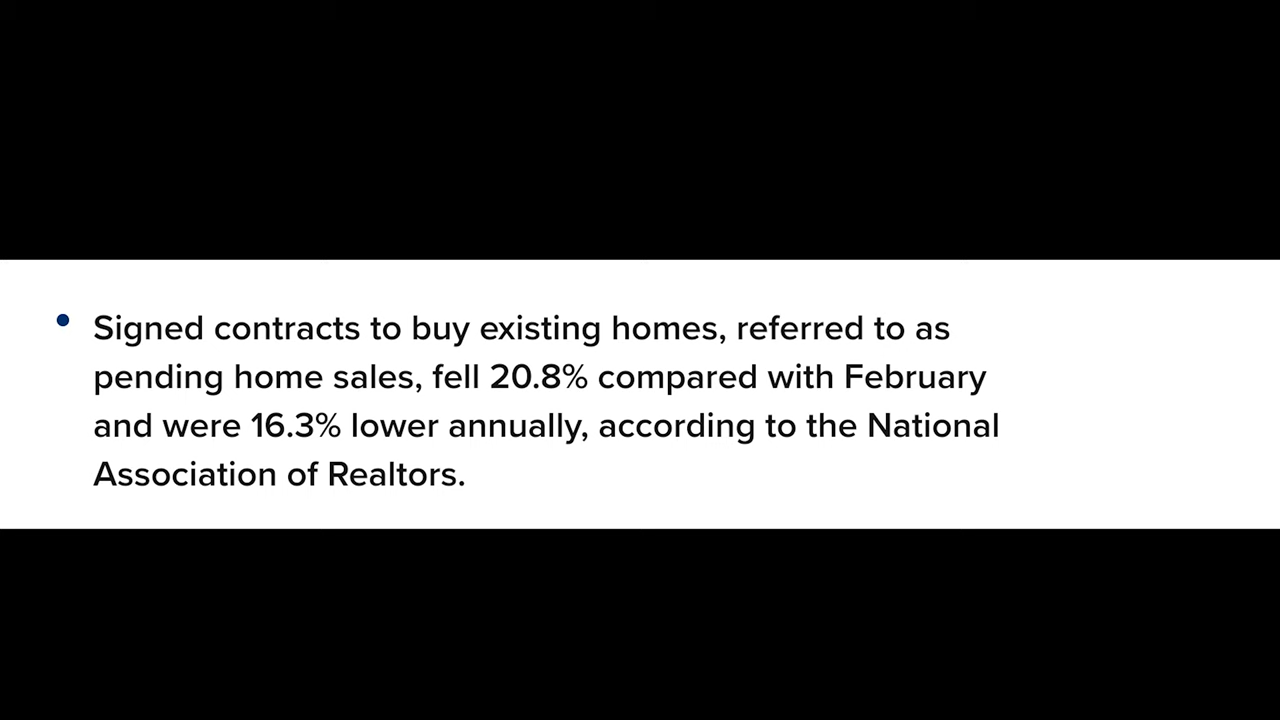 • Signed contracts to buy existing homes, referred to as
pending home sales, fell 20.8% compared with February
and were 16.3% lower annually, according to the National
Association of Realtors.